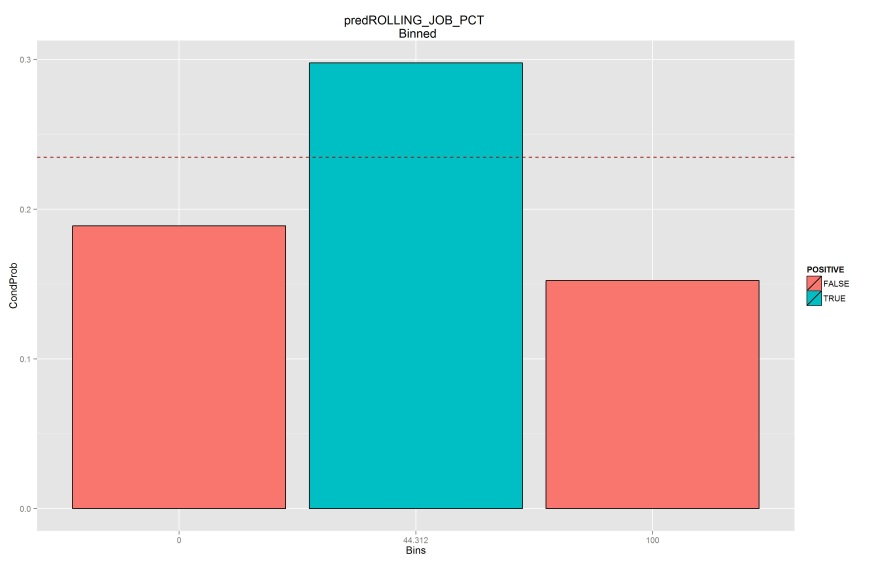 predROLLING_JOB_PCT
Binned
0.3
0.2
0.1
0.0
CondProb
0
44.312
100
Bins
POSITIVE
FALSE
TRUE